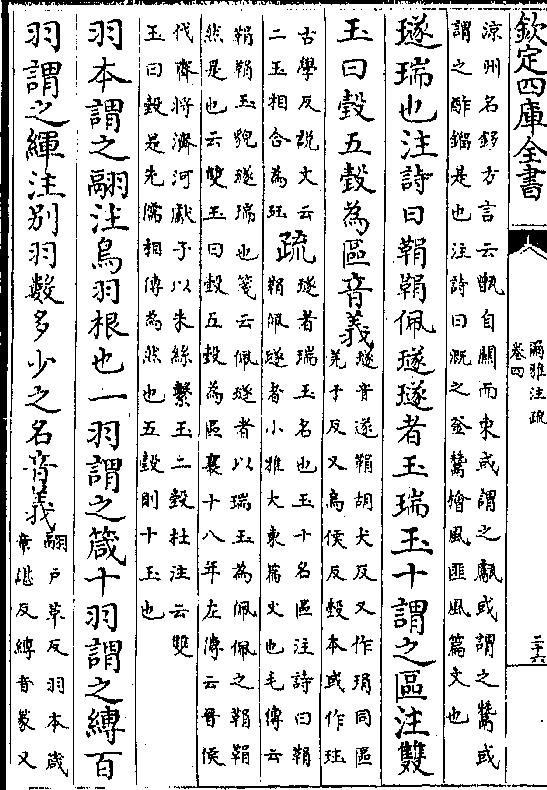 欽定四庫全書
爾雅注疏
卷四
二十六
涼州名鉹方言云甑自關而東或謂之甗或謂之鬵或
謂之酢鎦是也注詩曰溉之釜鬵檜風匪風篇文也
璲瑞也注詩曰鞙鞙佩璲璲者玉瑞玉十謂之區注雙
玉曰瑴五瑴為區音義
璲音遂鞙胡犬反又作琄同區
羌于反又烏侯反瑴本或作玨
古學反說文云
二玉相合為玨
疏
璲者瑞玉名也玉十名區注詩曰鞙
鞙佩璲者小雅大東篇文也毛傳云
鞙鞙玉貌璲瑞也箋云佩璲者以瑞玉為佩佩之鞙鞙
然是也云雙玉曰瑴五瑴為區襄十八年左傳云晉侯
伐齊將濟河獻子以朱絲繫玉二瑴杜注云雙
玉曰瑴是先儒相傳為然也五瑴則十玉也
羽本謂之翮注鳥羽根也一羽謂之箴十羽謂之縳百
羽謂之緷注別羽數多少之名音義
翮戶革反羽本箴
章諶反縳音篆又